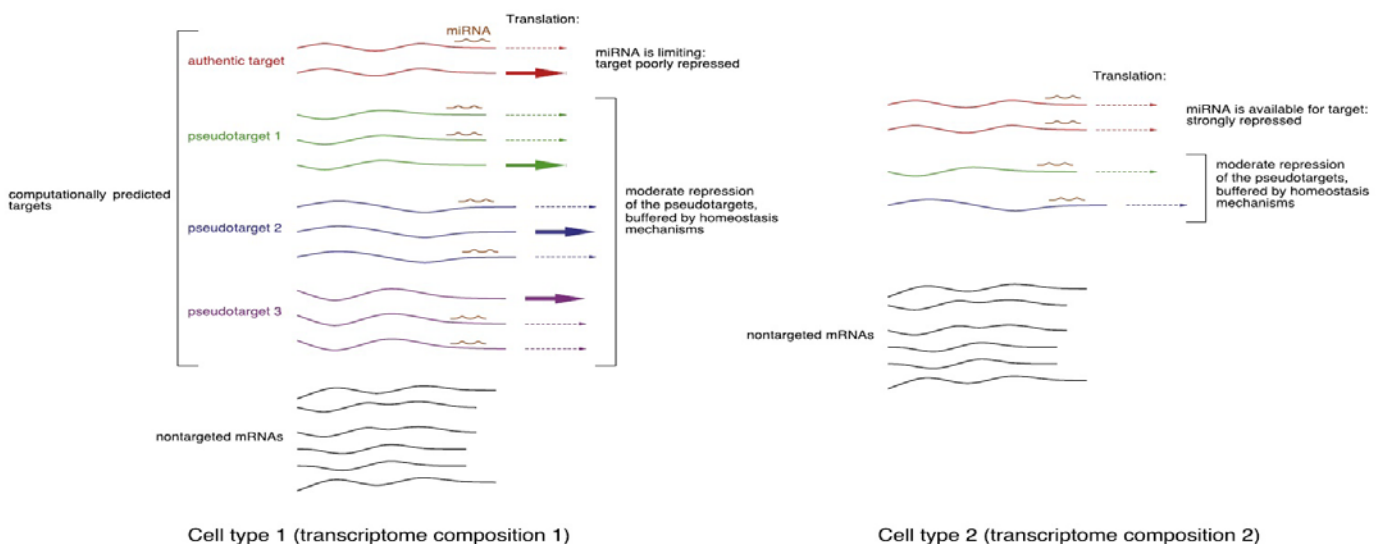 Translation:
miRNA
authentic target
miRNA is limiting:
target poorly repressed
pseudotarget 1
computationally predicted
targets
pseudotarget 2
moderate repression
of the pseudotargets,
buffered by homeostasis
mechanisms
pseudotarget 3
nontargeted mRNAs
Cell type 1 (transcriptome composition 1)
Translation:
miRNA is available for target:
strongly repressed
moderate repression
of the pseudotargets,
buffered by homeostasis
mechanisms
nontargeted mRNAs
Cell type 2 (transcriptome composition 2)